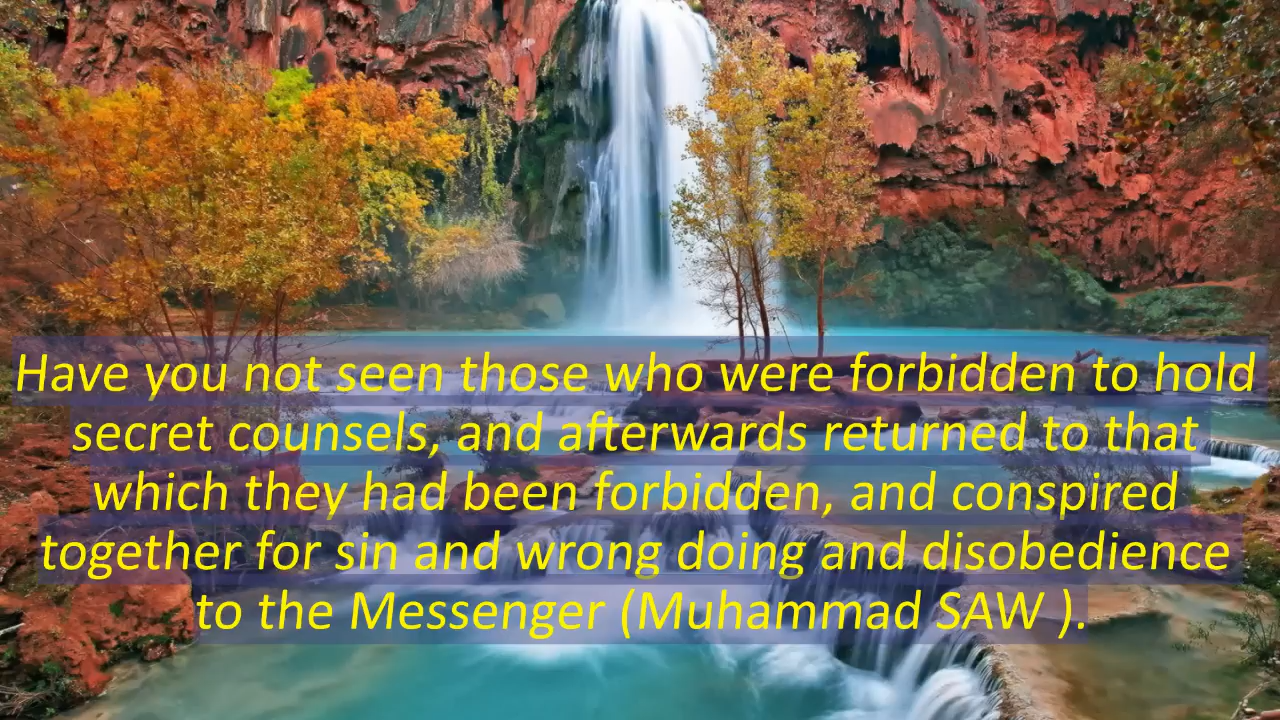 Have you not seen those who were forbidden to hold
secret counsels, and afterwards returned to that
which they had been forbidden, and conspired
together for sin and wrong doing and disobedience
to the Messenger (Muhammad SAW ).